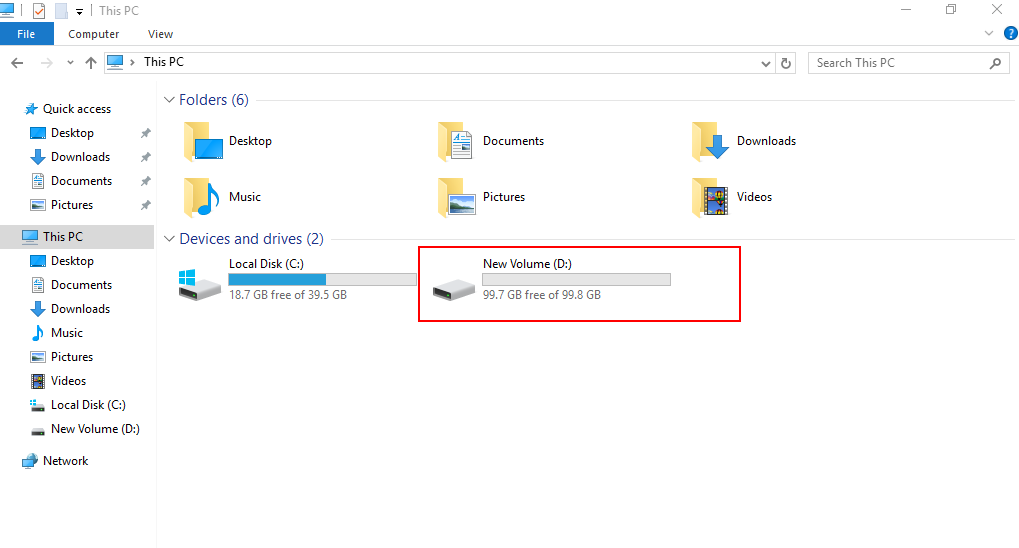 This PC
File Computer View
This PC
Search This PC
Quick access
Desktop
Downloads
Documents
Pictures
This PC
Desktop
Documents
Downloads
Music
Pictures
Videos
Local Disk (C:)
New Volume (D:)
Network
Folders (6)
Desktop Documents Downloads
Music Pictures Videos
Devices and drives (2)
Local Disk (C:)
18.7 GB free of 39.5 GB
New Volume (D:)
99.7 GB free of 99.8 GB